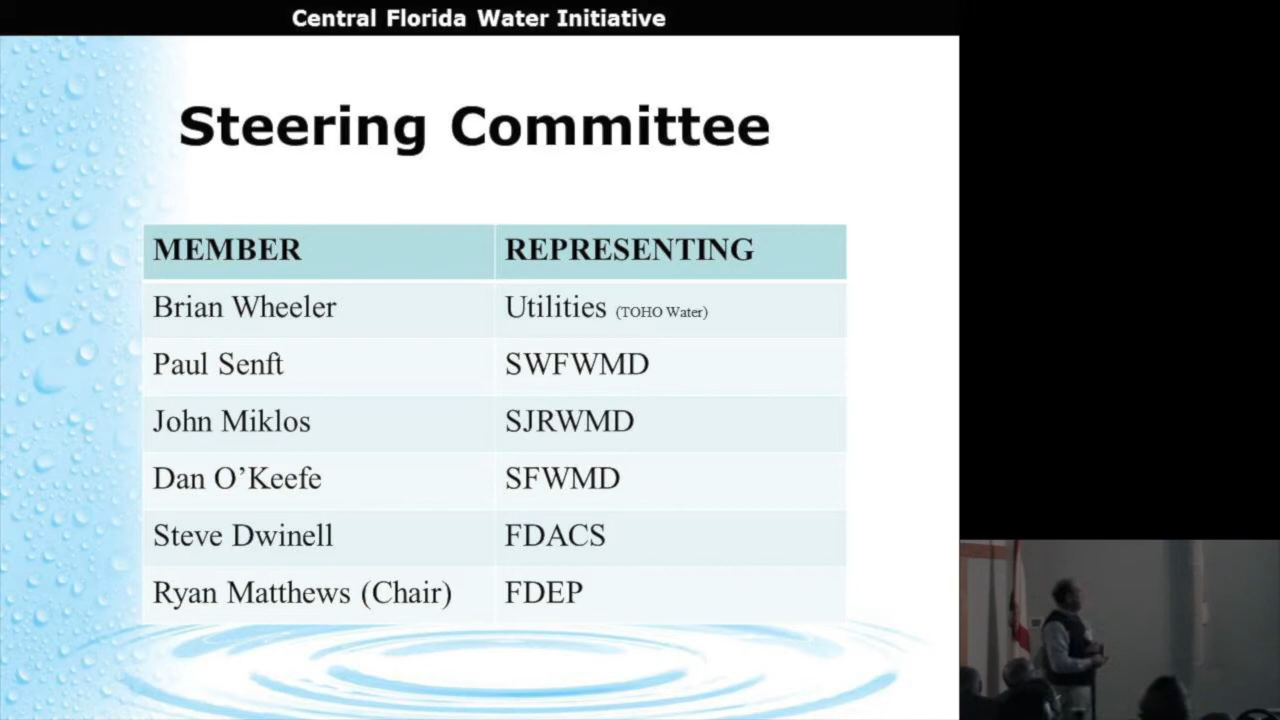 Central Florida Water Initiative
Steering Committee
MEMBER REPRESENTING
Brian Wheeler Utilities (TOHO Water)
Paul Senft SWFWMD
John Miklos SJRWMD
Dan O’Keefe SFWMD
Steve Dwinell FDACS
Ryan Matthews (Chair) FDEP